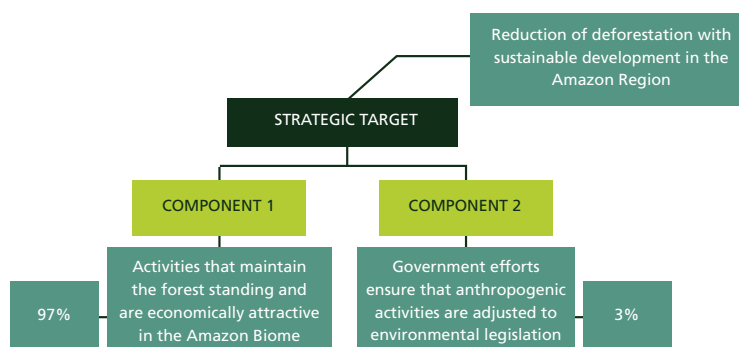 Reduction of deforestation with
sustainable development in the
Amazon Region
STRATEGIC TARGET
COMPONENT 1
COMPONENT 2
97%
Activities that maintain
the forest standing and
are economically attractive
in the Amazon Biome
Government efforts
ensure that anthropogenic
activities are adjusted to
environmental legislation
3%